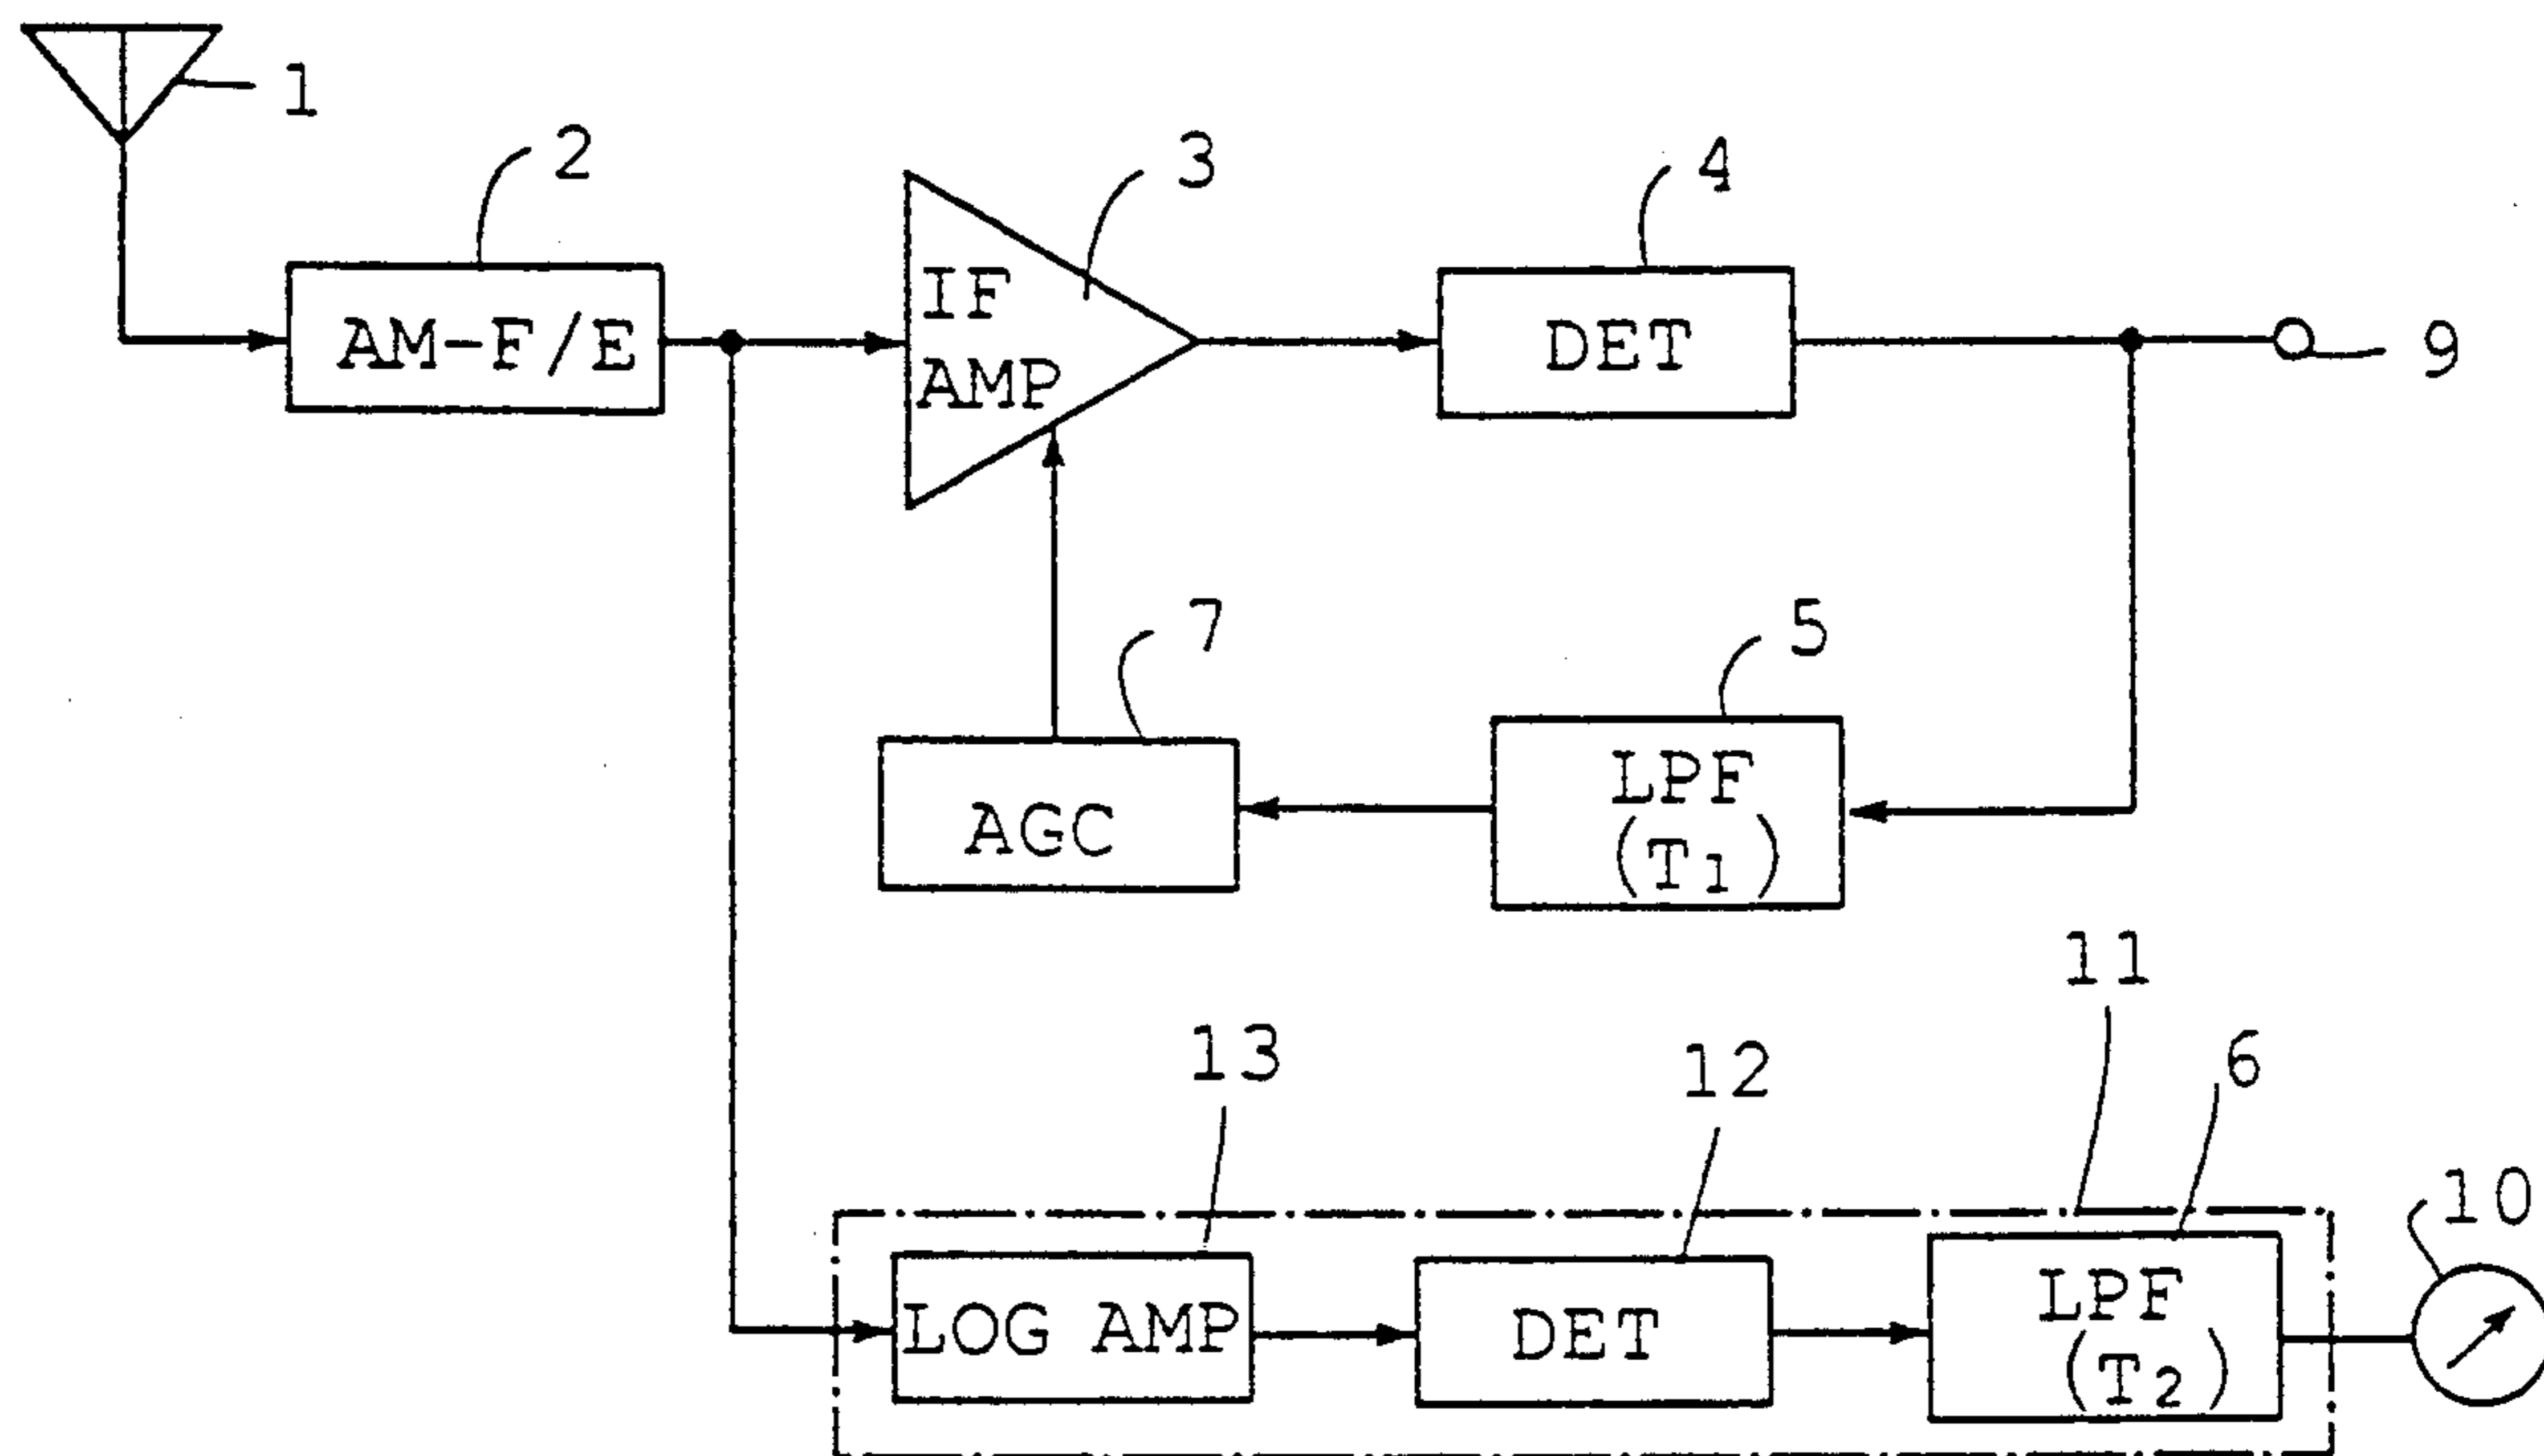 1
2
3
4
AM-F/E
IF
AMP
DET
9
7
5
AGC
LPF
(T1)
11
13
12
6
10
LOG AMP
DET
LPF
(T2)